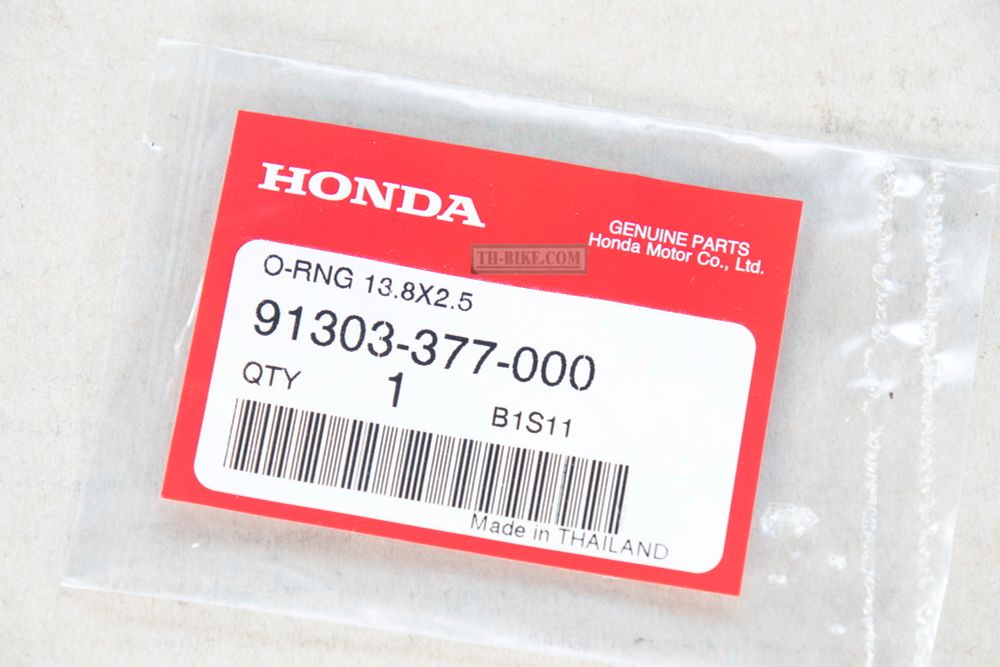 HONDA
GENUINE PARTS
Honda Motor Co., Ltd.
TH-BIKE.COM
O-RNG 13.8X2.5
91303-377-000
QTY 1
B1S11
Made in THAILAND